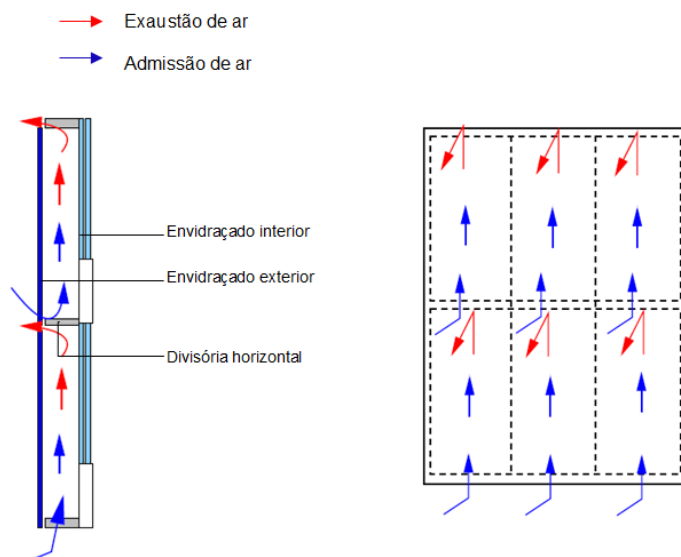 Exaustão de ar
Admissão de ar
Envidraçado interior
Envidraçado exterior
Divisória horizontal